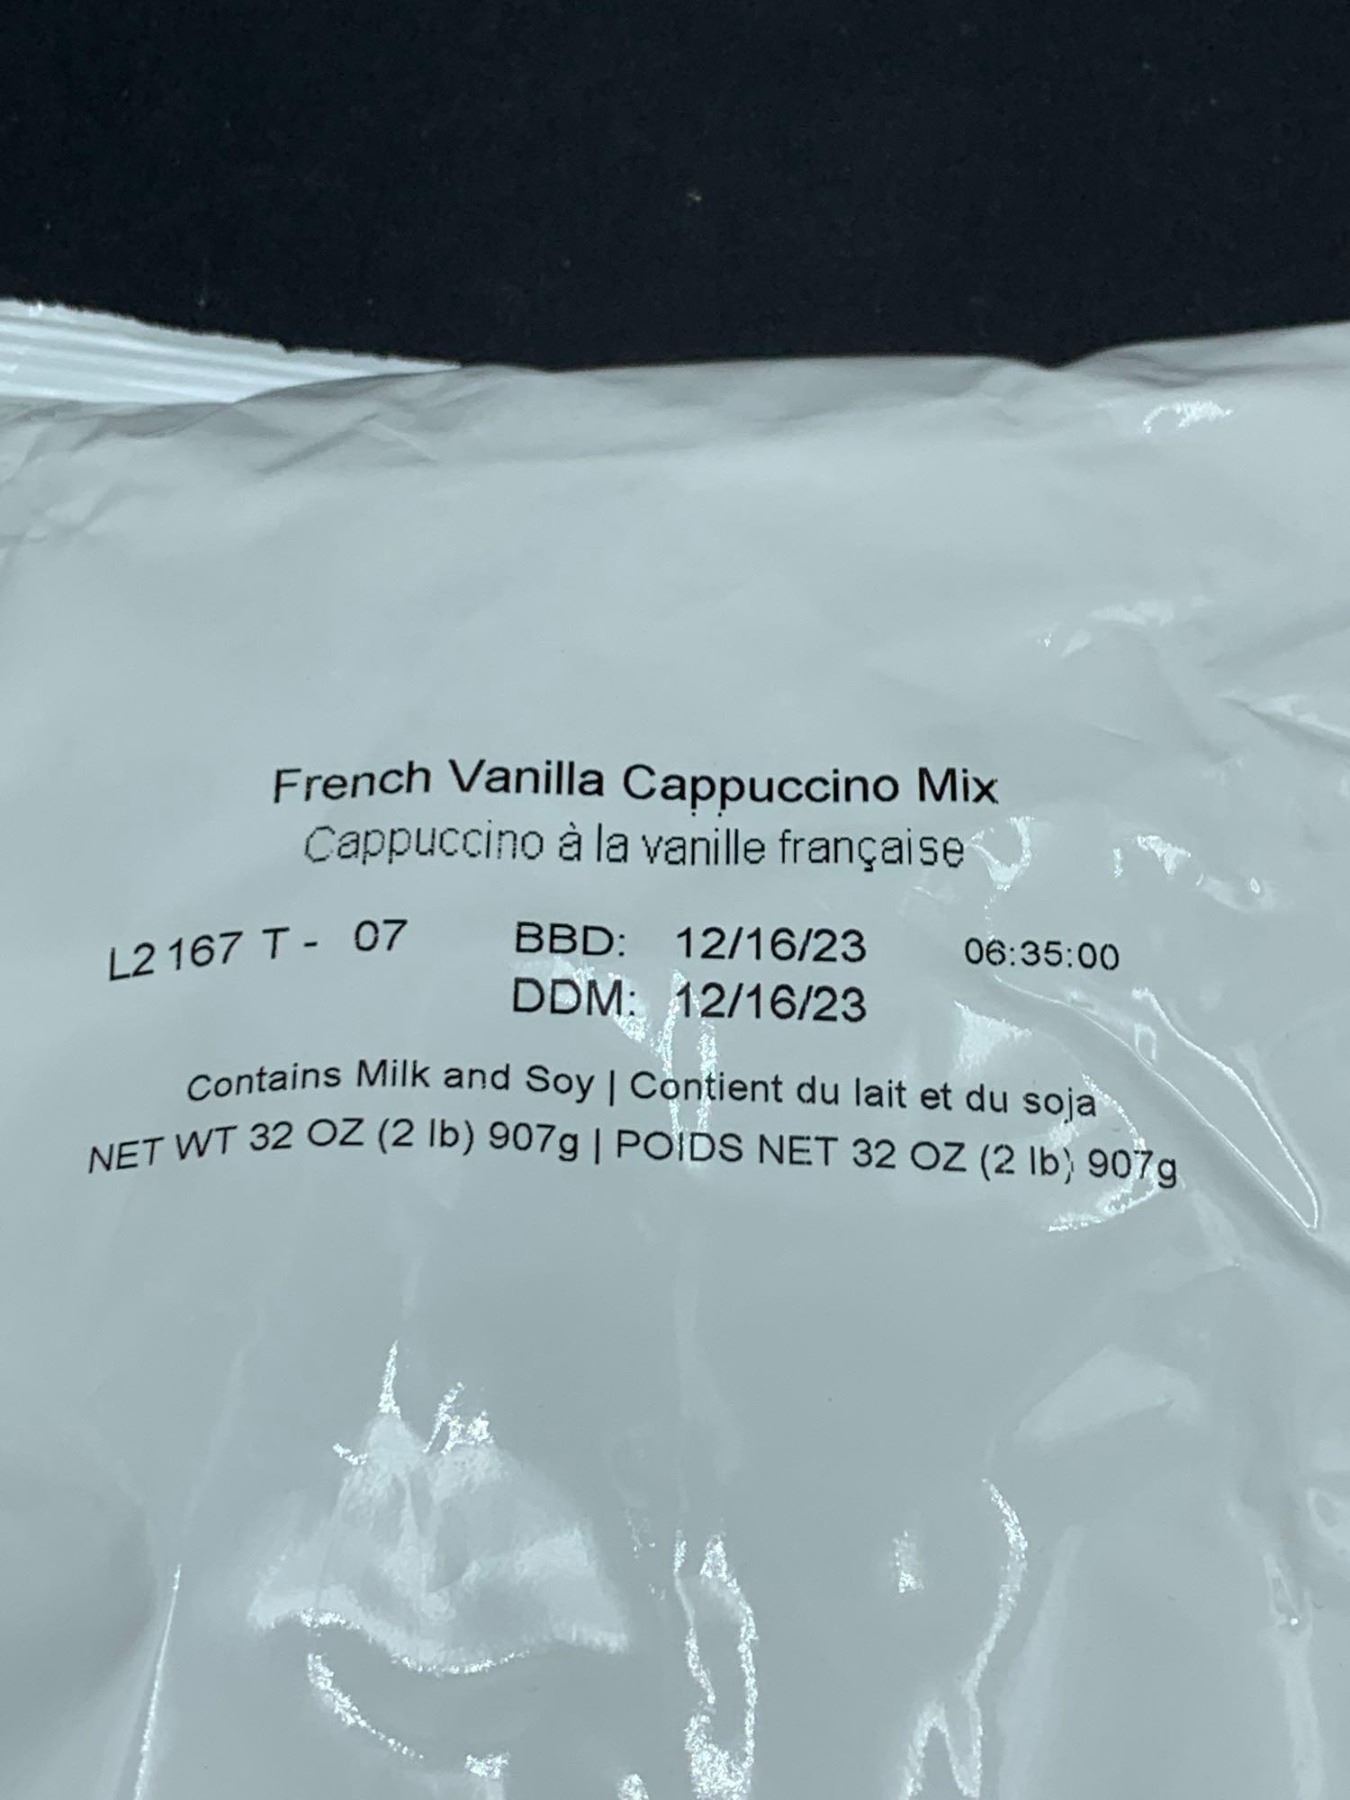 French Vanilla Cappuccino Mix
Cappuccino à la vanille française
L2 167 T - 07 BBD: 12/16/23 06:35:00
DDM: 12/16/23
Contains Milk and Soy | Contient du lait et du soja
NET WT 32 OZ (2 lb) 907g | POIDS NET 32 OZ (2 lb) 907g